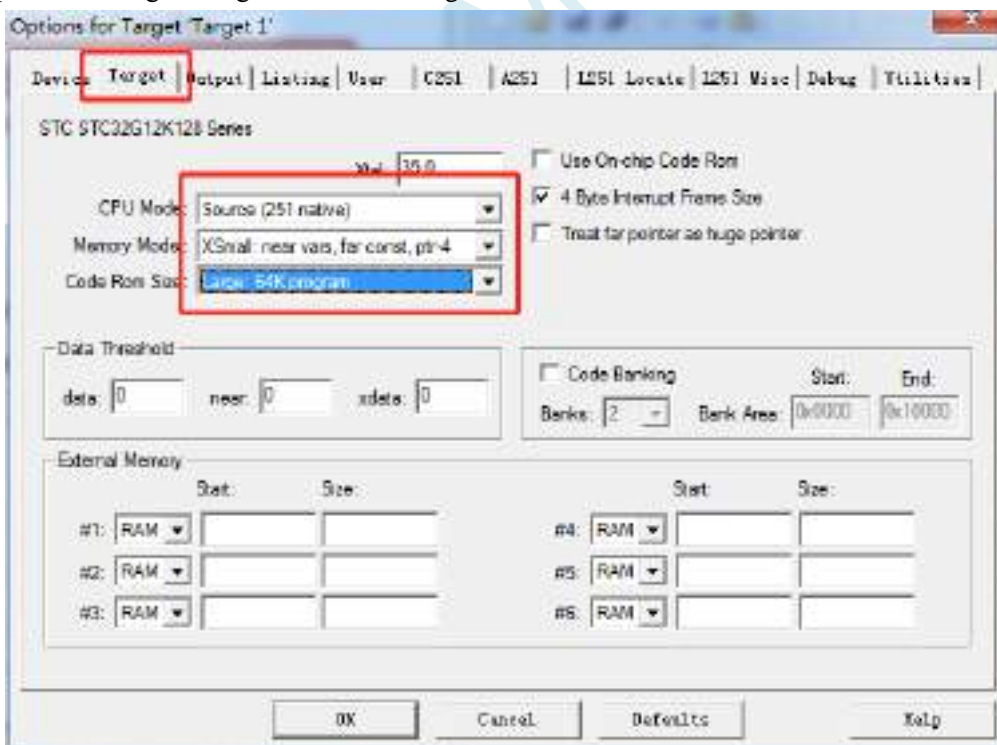 Options for Target 'Target 1'
Device Target Output Listing User C251 A251 L251 Locate L251 Misc Debug Utilities
STC STC32G12K128 Series
Xtal: 35.0
Use On-chip Code Rom
CPU Mode: Source (251 native)
4 Byte Interrupt Frame Size
Memory Mode: XSmall: near vars, far const, ptr-4
Treat far pointer as huge pointer
Code Rom Size: Large: 64K program
Data Threshold
data: 0 near: 0 xdata: 0
Code Banking Start: End:
Banks: 2 Bank Area: 0x0000 0x10000
External Memory
Start: Size: Start: Size:
#1: RAM #4: RAM
#2: RAM #5: RAM
#3: RAM #6: RAM
OK Cancel Defaults Help